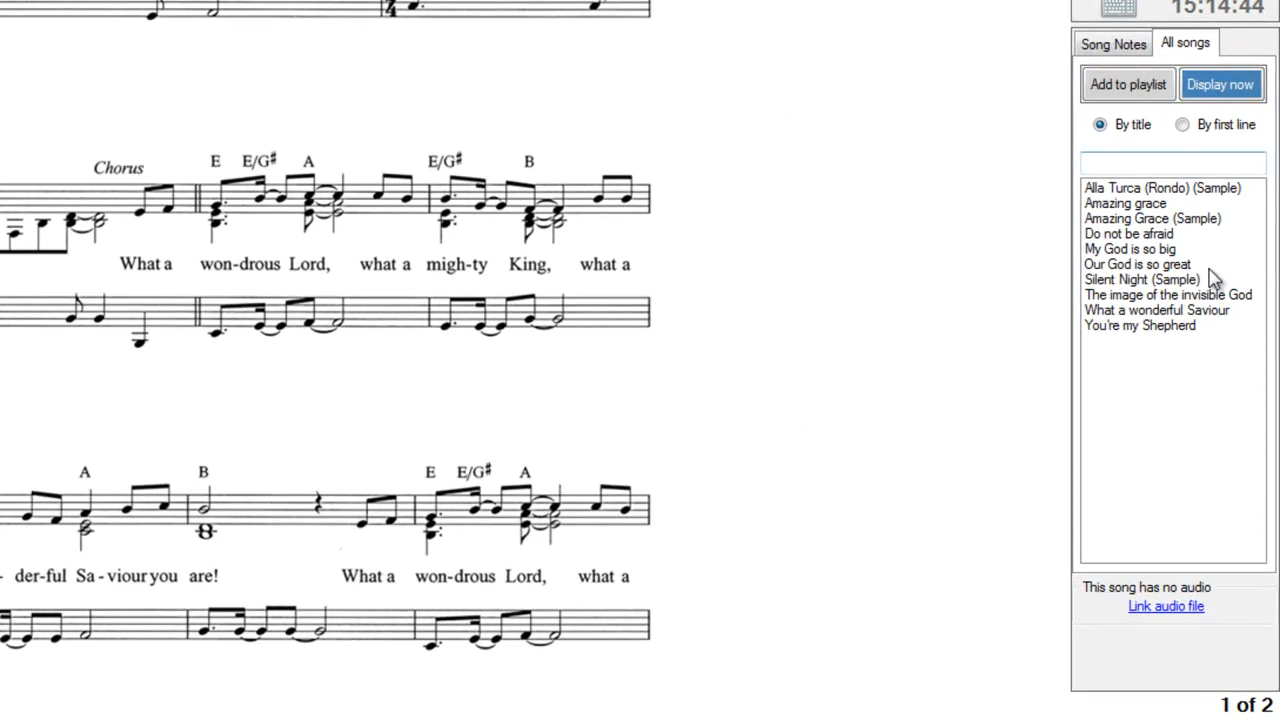 15:14:44
Song Notes All songs
Add to playlist Display now
By title By first line
Chorus E E/G♯ A E/G♯ B
What a won-drous Lord, what a migh-ty King, what a
Alla Turca (Rondo) (Sample)
Amazing grace
Amazing Grace (Sample)
Do not be afraid
My God is so big
Our God is so great
Silent Night (Sample)
The image of the invisible God
What a wonderful Saviour
You're my Shepherd
A B E E/G♯ A
- der-ful Sa - viour you are! What a won-drous Lord, what a
This song has no audio
Link audio file
1 of 2